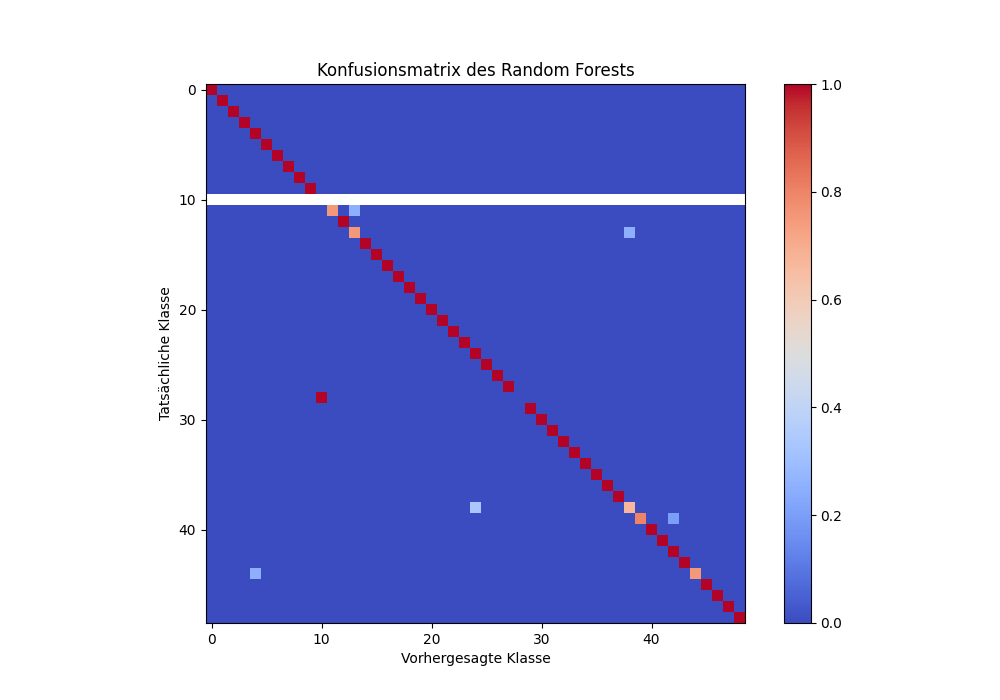 Konfusionsmatrix des Random Forests
0
10
20
30
40
Tatsächliche Klasse
0 10 20 30 40
Vorhergesagte Klasse
1.0
0.8
0.6
0.4
0.2
0.0